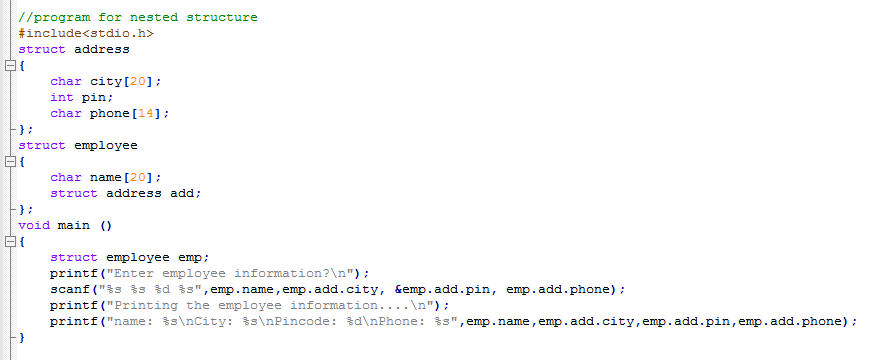 //program for nested structure
#include<stdio.h>
struct address
{
    char city[20];
    int pin;
    char phone[14];
};
struct employee
{
    char name[20];
    struct address add;
};
void main ()
{
    struct employee emp;
    printf("Enter employee information?\n");
    scanf("%s %s %d %s",emp.name,emp.add.city, &emp.add.pin, emp.add.phone);
    printf("Printing the employee information....\n");
    printf("name: %s\nCity: %s\nPincode: %d\nPhone: %s",emp.name,emp.add.city,emp.add.pin,emp.add.phone);
}